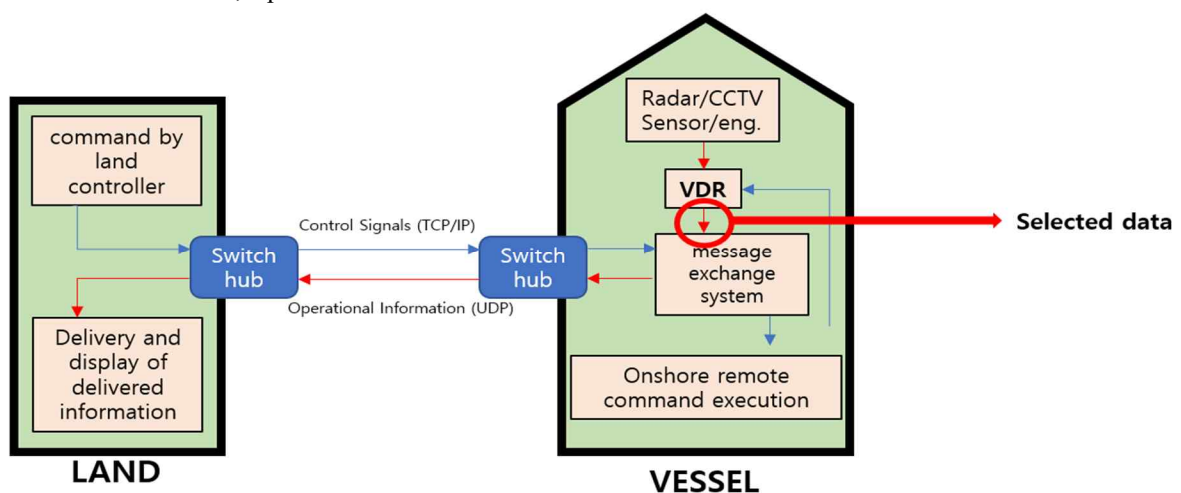 command by
land
controller
Delivery and
display of
delivered
information
LAND
Switch
hub
Control Signals (TCP/IP)
Operational Information (UDP)
Switch
hub
Radar/CCTV
Sensor/eng.
VDR
message
exchange
system
Onshore remote
command execution
VESSEL
Selected data